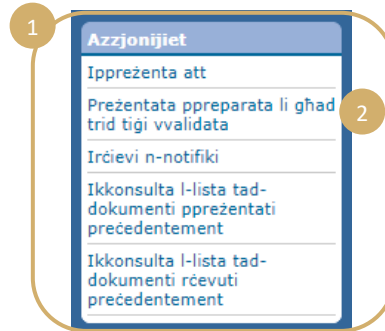 1
Azzjonijiet
Ippreżenta att
Preżentata ppreparata li għad
trid tiġi vvalidata
2
Irċievi n-notifiki
Ikkonsulta l-lista tad-
dokumenti ppreżentati
preċedentement
Ikkonsulta l-lista tad-
dokumenti rċevuti
preċedentement